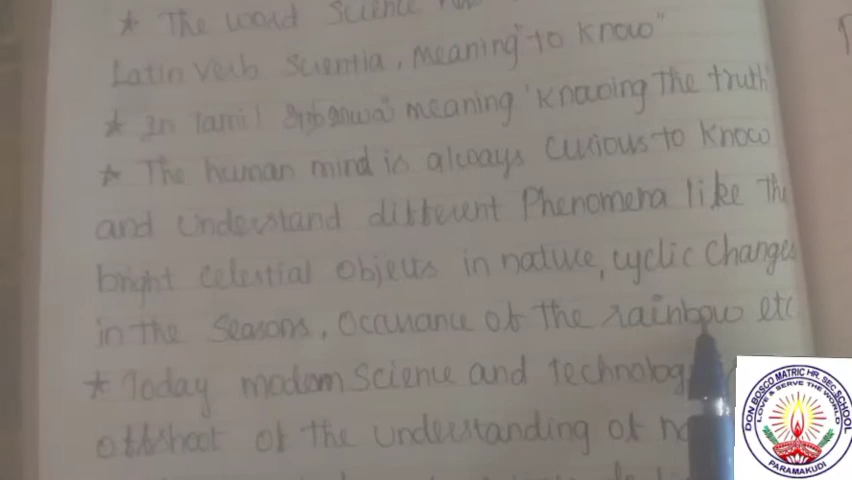 * The word Science
Latin Verb Scientia, meaning "to know"
* In Tamil அறிவியல் meaning 'Knowing The truth'
* The human mind is always curious to know
and Understand different Phenomena like The
bright celestial Objects in nature, cyclic changes
in the Seasons, Occurance of the rainbow etc
* Today modern Science and technolog
offshoot of the understanding of
DON BOSCO MATRIC HR. SEC SCHOOL
LOVE & SERVE THE WORLD
PARAMAKUDI